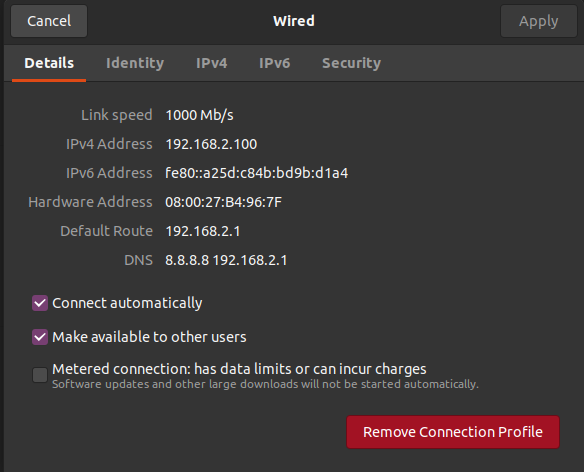 Cancel Wired Apply
Details Identity IPv4 IPv6 Security
Link speed 1000 Mb/s
IPv4 Address 192.168.2.100
IPv6 Address fe80::a25d:c84b:bd9b:d1a4
Hardware Address 08:00:27:B4:96:7F
Default Route 192.168.2.1
DNS 8.8.8.8 192.168.2.1
Connect automatically
Make available to other users
Metered connection: has data limits or can incur charges
Software updates and other large downloads will not be started automatically.
Remove Connection Profile